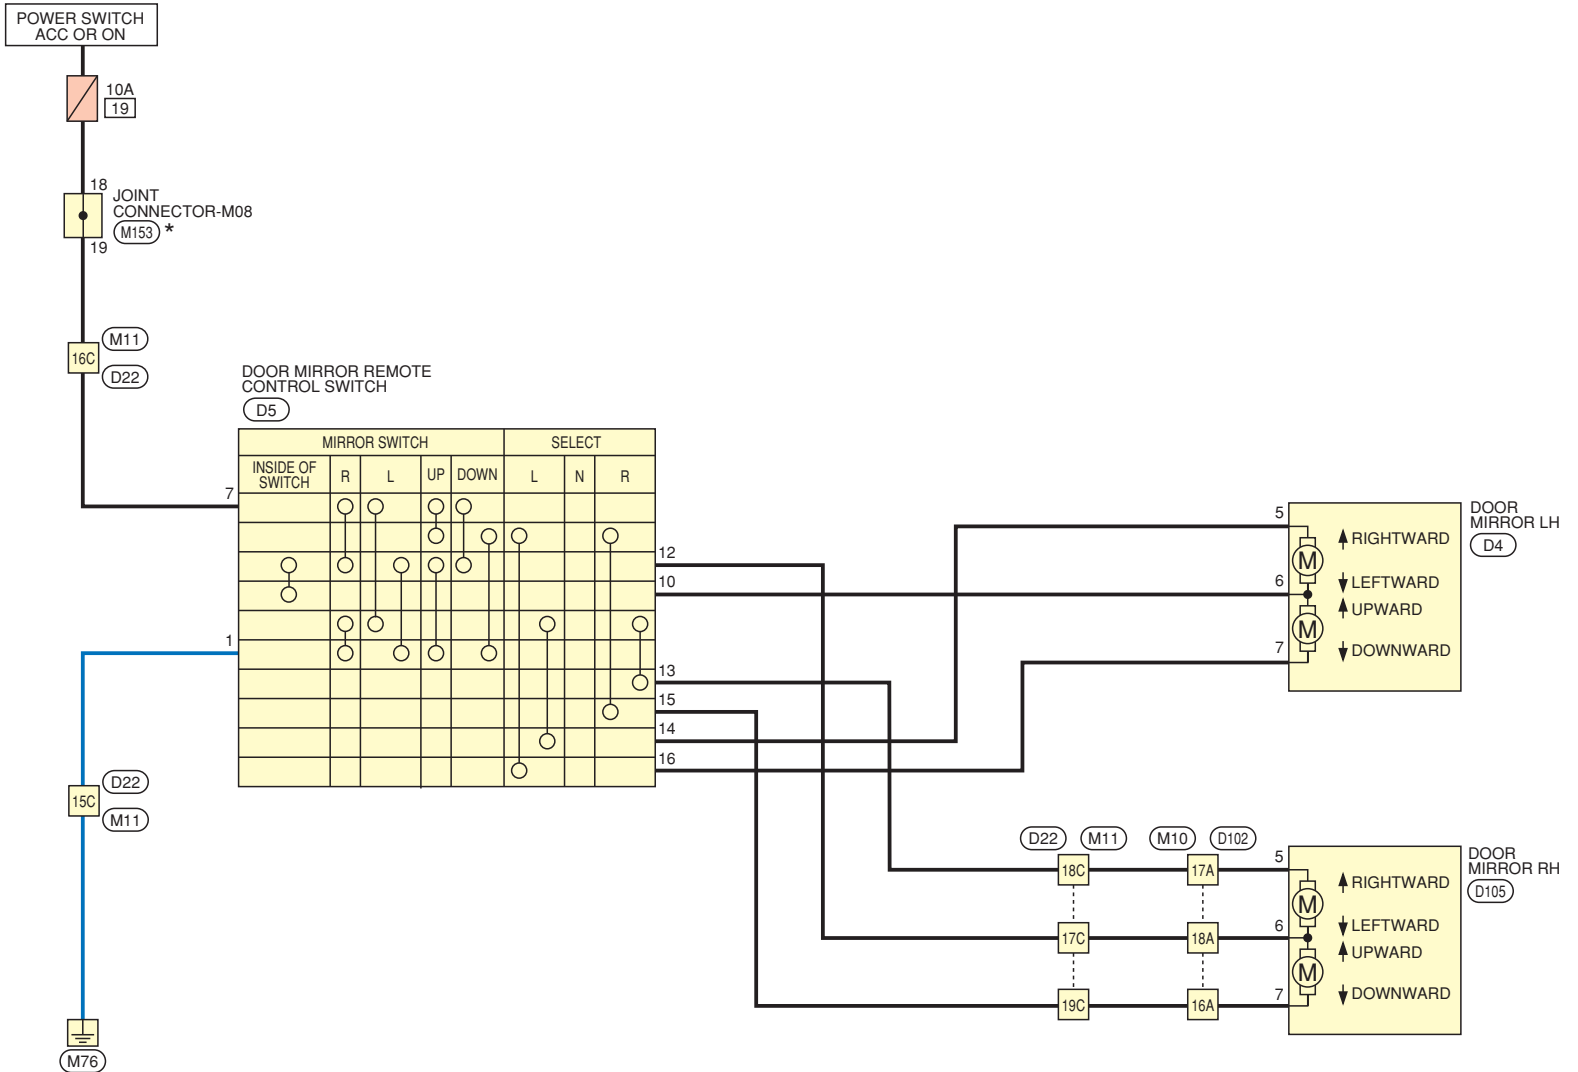 POWER SWITCH
ACC OR ON
10A
19
18
JOINT
CONNECTOR-M08
M153 *
19
M11
16C
D22
DOOR MIRROR REMOTE
CONTROL SWITCH
D5
MIRROR SWITCH SELECT
INSIDE OF
SWITCH
R L UP DOWN L N R
7
12
10
1
13
15
14
16
D22
15C
M11
M76
5
RIGHTWARD
M
6
LEFTWARD
UPWARD
M
7
DOWNWARD
DOOR
MIRROR LH
D4
D22 M11 M10 D102
18C 17A
17C 18A
19C 16A
5
RIGHTWARD
M
6
LEFTWARD
UPWARD
M
7
DOWNWARD
DOOR
MIRROR RH
D105